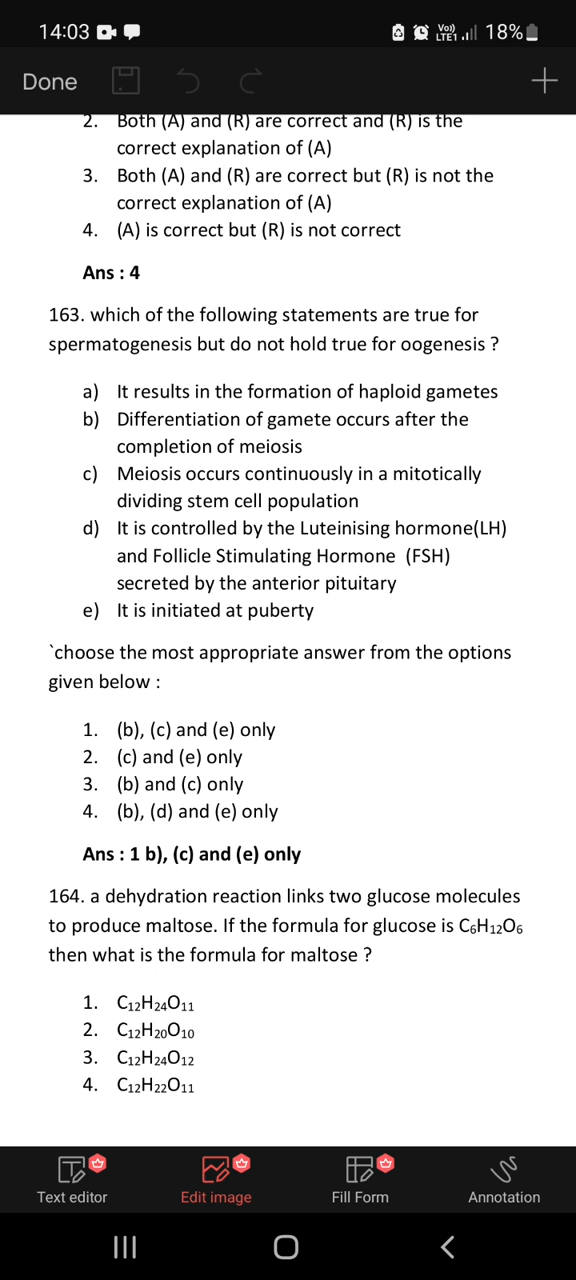 14:03
Vo))
LTE1
18%
Done
2. Both (A) and (R) are correct and (R) is the
correct explanation of (A)
3. Both (A) and (R) are correct but (R) is not the
correct explanation of (A)
4. (A) is correct but (R) is not correct
Ans : 4
163. which of the following statements are true for
spermatogenesis but do not hold true for oogenesis ?
a) It results in the formation of haploid gametes
b) Differentiation of gamete occurs after the
completion of meiosis
c) Meiosis occurs continuously in a mitotically
dividing stem cell population
d) It is controlled by the Luteinising hormone(LH)
and Follicle Stimulating Hormone (FSH)
secreted by the anterior pituitary
e) It is initiated at puberty
`choose the most appropriate answer from the options
given below :
1. (b), (c) and (e) only
2. (c) and (e) only
3. (b) and (c) only
4. (b), (d) and (e) only
Ans : 1 b), (c) and (e) only
164. a dehydration reaction links two glucose molecules
to produce maltose. If the formula for glucose is C₆H₁₂O₆
then what is the formula for maltose ?
1. C₁₂H₂₄O₁₁
2. C₁₂H₂₀O₁₀
3. C₁₂H₂₄O₁₂
4. C₁₂H₂₂O₁₁
Text editor
Edit image
Fill Form
Annotation